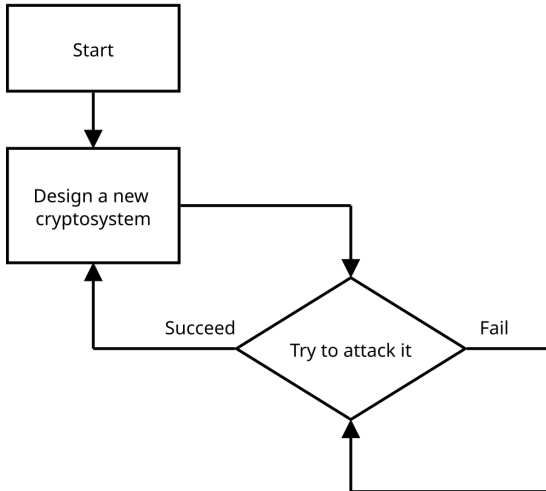 Start
Design a new
cryptosystem
Succeed
Fail
Try to attack it